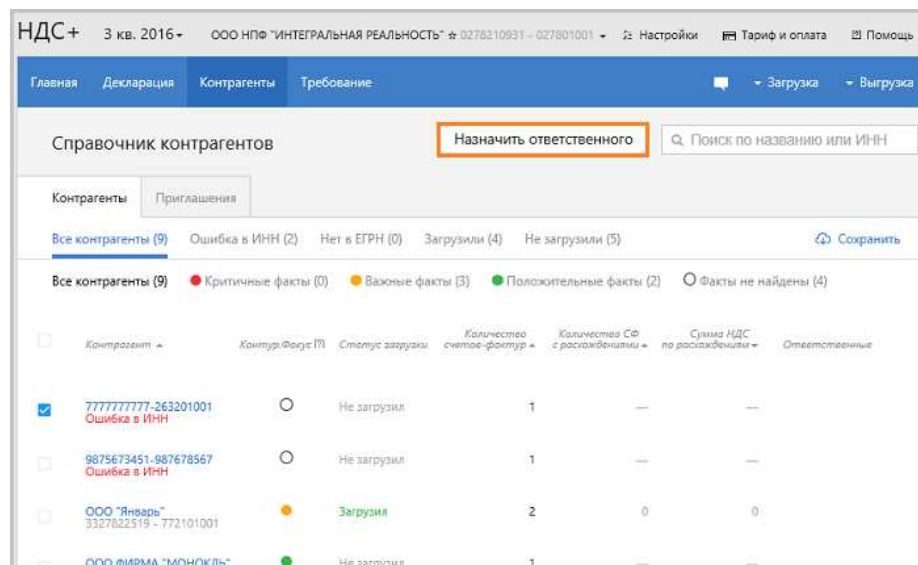 НДС+ 3 кв. 2016 ООО НПФ "ИНТЕГРАЛЬНАЯ РЕАЛЬНОСТЬ" 0278210931 - 027801001 Настройки Тариф и оплата Помощь
Главная Декларация Контрагенты Требование Загрузка Выгрузка
Справочник контрагентов Назначить ответственного Поиск по названию или ИНН
Контрагенты Приглашения
Все контрагенты (9) Ошибка в ИНН (2) Нет в ЕГРН (0) Загрузили (4) Не загрузили (5) Сохранить
Все контрагенты (9) Критичные факты (0) Важные факты (3) Положительные факты (2) Факты не найдены (4)
Контрагент Контур.Фокус [?] Статус загрузки Количество счетов-фактур Количество СФ с расхождениями Сумма НДС по расхождениям Ответственные
7777777777-263201001 Не загрузил 1 — —
Ошибка в ИНН
9875673451-987678567 Не загрузил 1 — —
Ошибка в ИНН
ООО "Январь" Загрузил 2 0 0
3327822519 - 772101001
ООО ФИРМА "МОНОКЛЬ" Не загрузил 1 — —